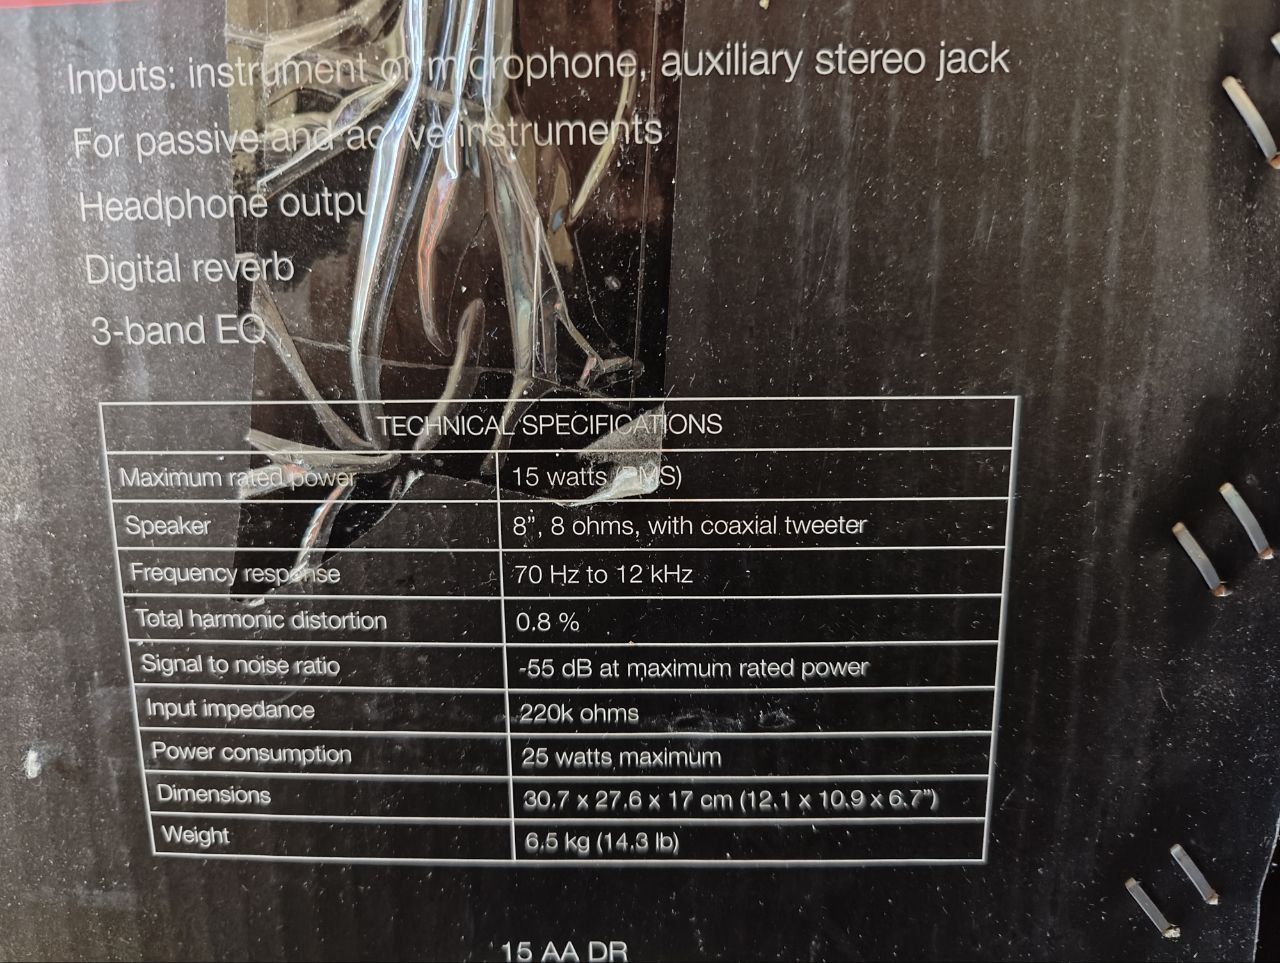 Inputs: instrument or microphone, auxiliary stereo jack
For passive and active instruments
Headphone outpu
Digital reverb
3-band EQ
TECHNICAL SPECIFICATIONS
Maximum rated power 15 watts (RMS)
Speaker 8”, 8 ohms, with coaxial tweeter
Frequency response 70 Hz to 12 kHz
Total harmonic distortion 0.8 %
Signal to noise ratio -55 dB at maximum rated power
Input impedance 220k ohms
Power consumption 25 watts maximum
Dimensions 30.7 x 27.6 x 17 cm (12.1 x 10.9 x 6.7”)
Weight 6.5 kg (14.3 lb)
15 AA DR